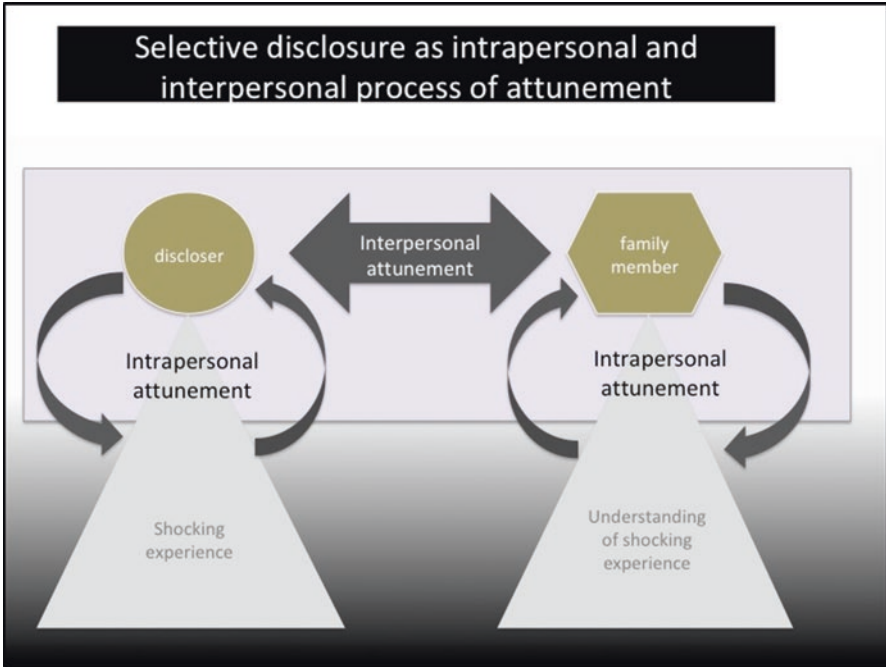 Selective disclosure as intrapersonal and
interpersonal process of attunement
discloser
Interpersonal
attunement
family
member
Intrapersonal
attunement
Intrapersonal
attunement
Shocking
experience
Understanding
of shocking
experience